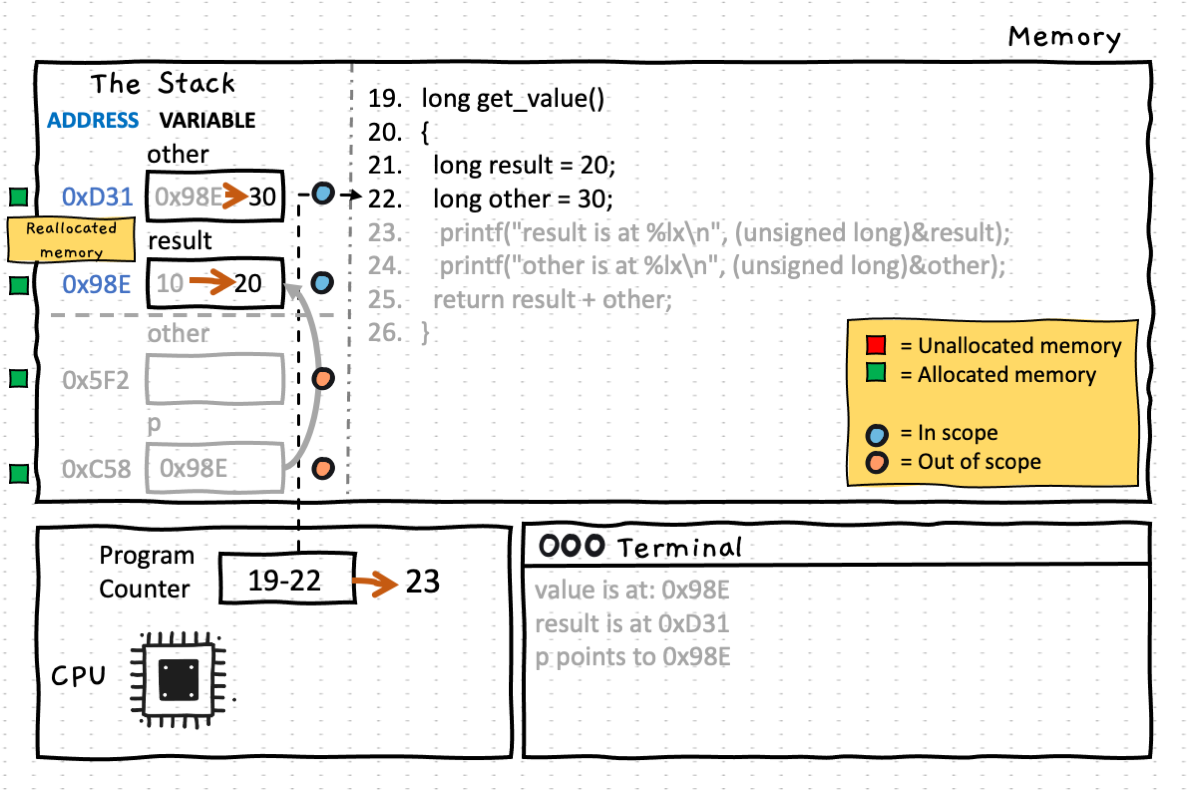 Memory
The Stack
ADDRESS VARIABLE
other
0xD31 0x98E 30
Reallocated
memory
result
0x98E 10 20
other
0x5F2
p
0xC58 0x98E
19. long get_value()
20. {
21. long result = 20;
22. long other = 30;
23. printf("result is at %lx\n", (unsigned long)&result);
24. printf("other is at %lx\n", (unsigned long)&other);
25. return result + other;
26. }
= Unallocated memory
= Allocated memory
= In scope
= Out of scope
Program
Counter
19-22 23
CPU
Terminal
value is at: 0x98E
result is at 0xD31
p points to 0x98E